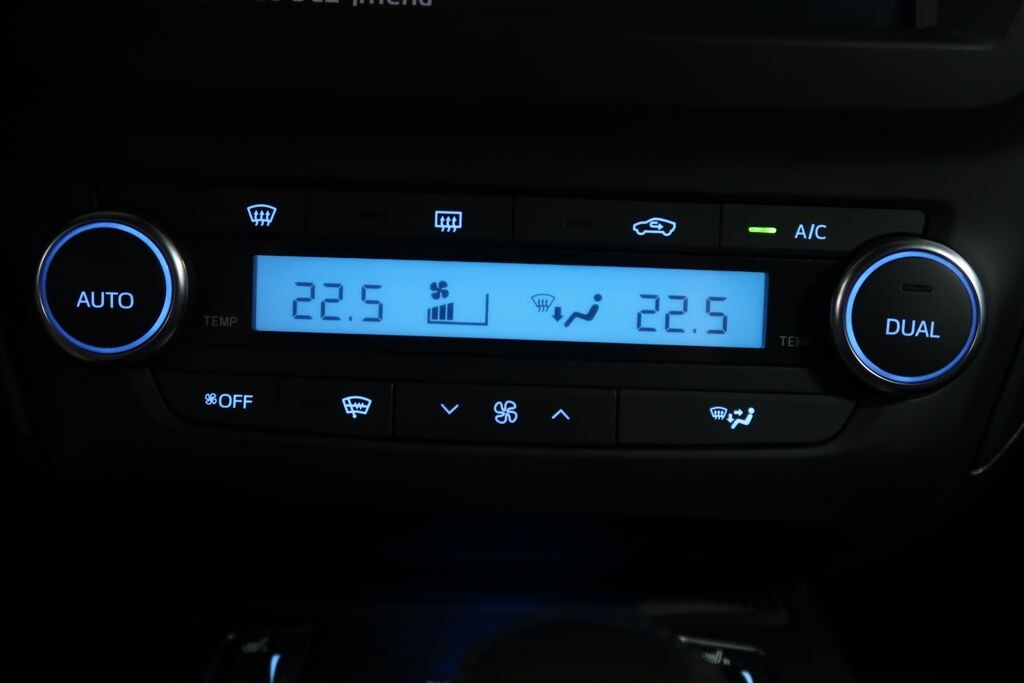 A/C
AUTO
22.5
22.5
DUAL
TEMP
TEMP
OFF